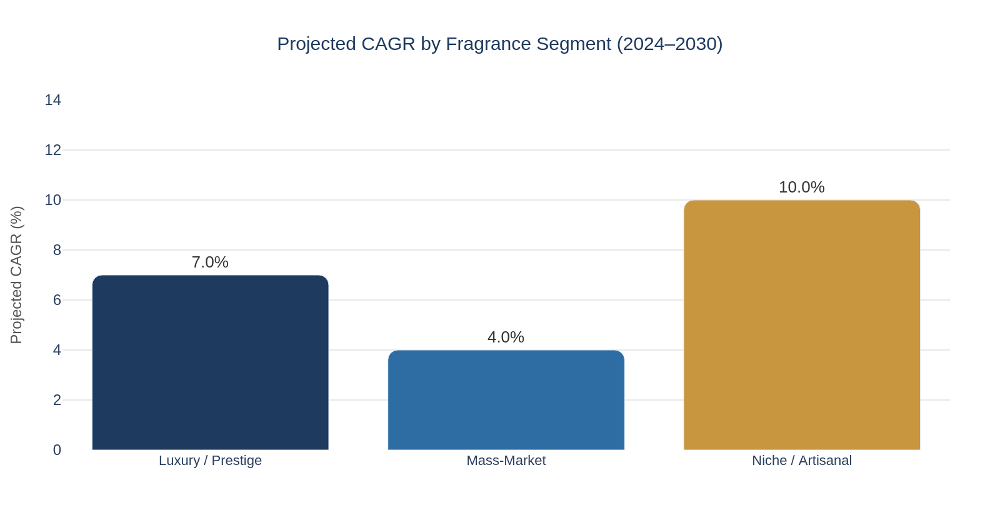 Projected CAGR by Fragrance Segment (2024–2030)
14
12
10
8
6
4
2
0
Projected CAGR (%)
7.0%
4.0%
10.0%
Luxury / Prestige
Mass-Market
Niche / Artisanal